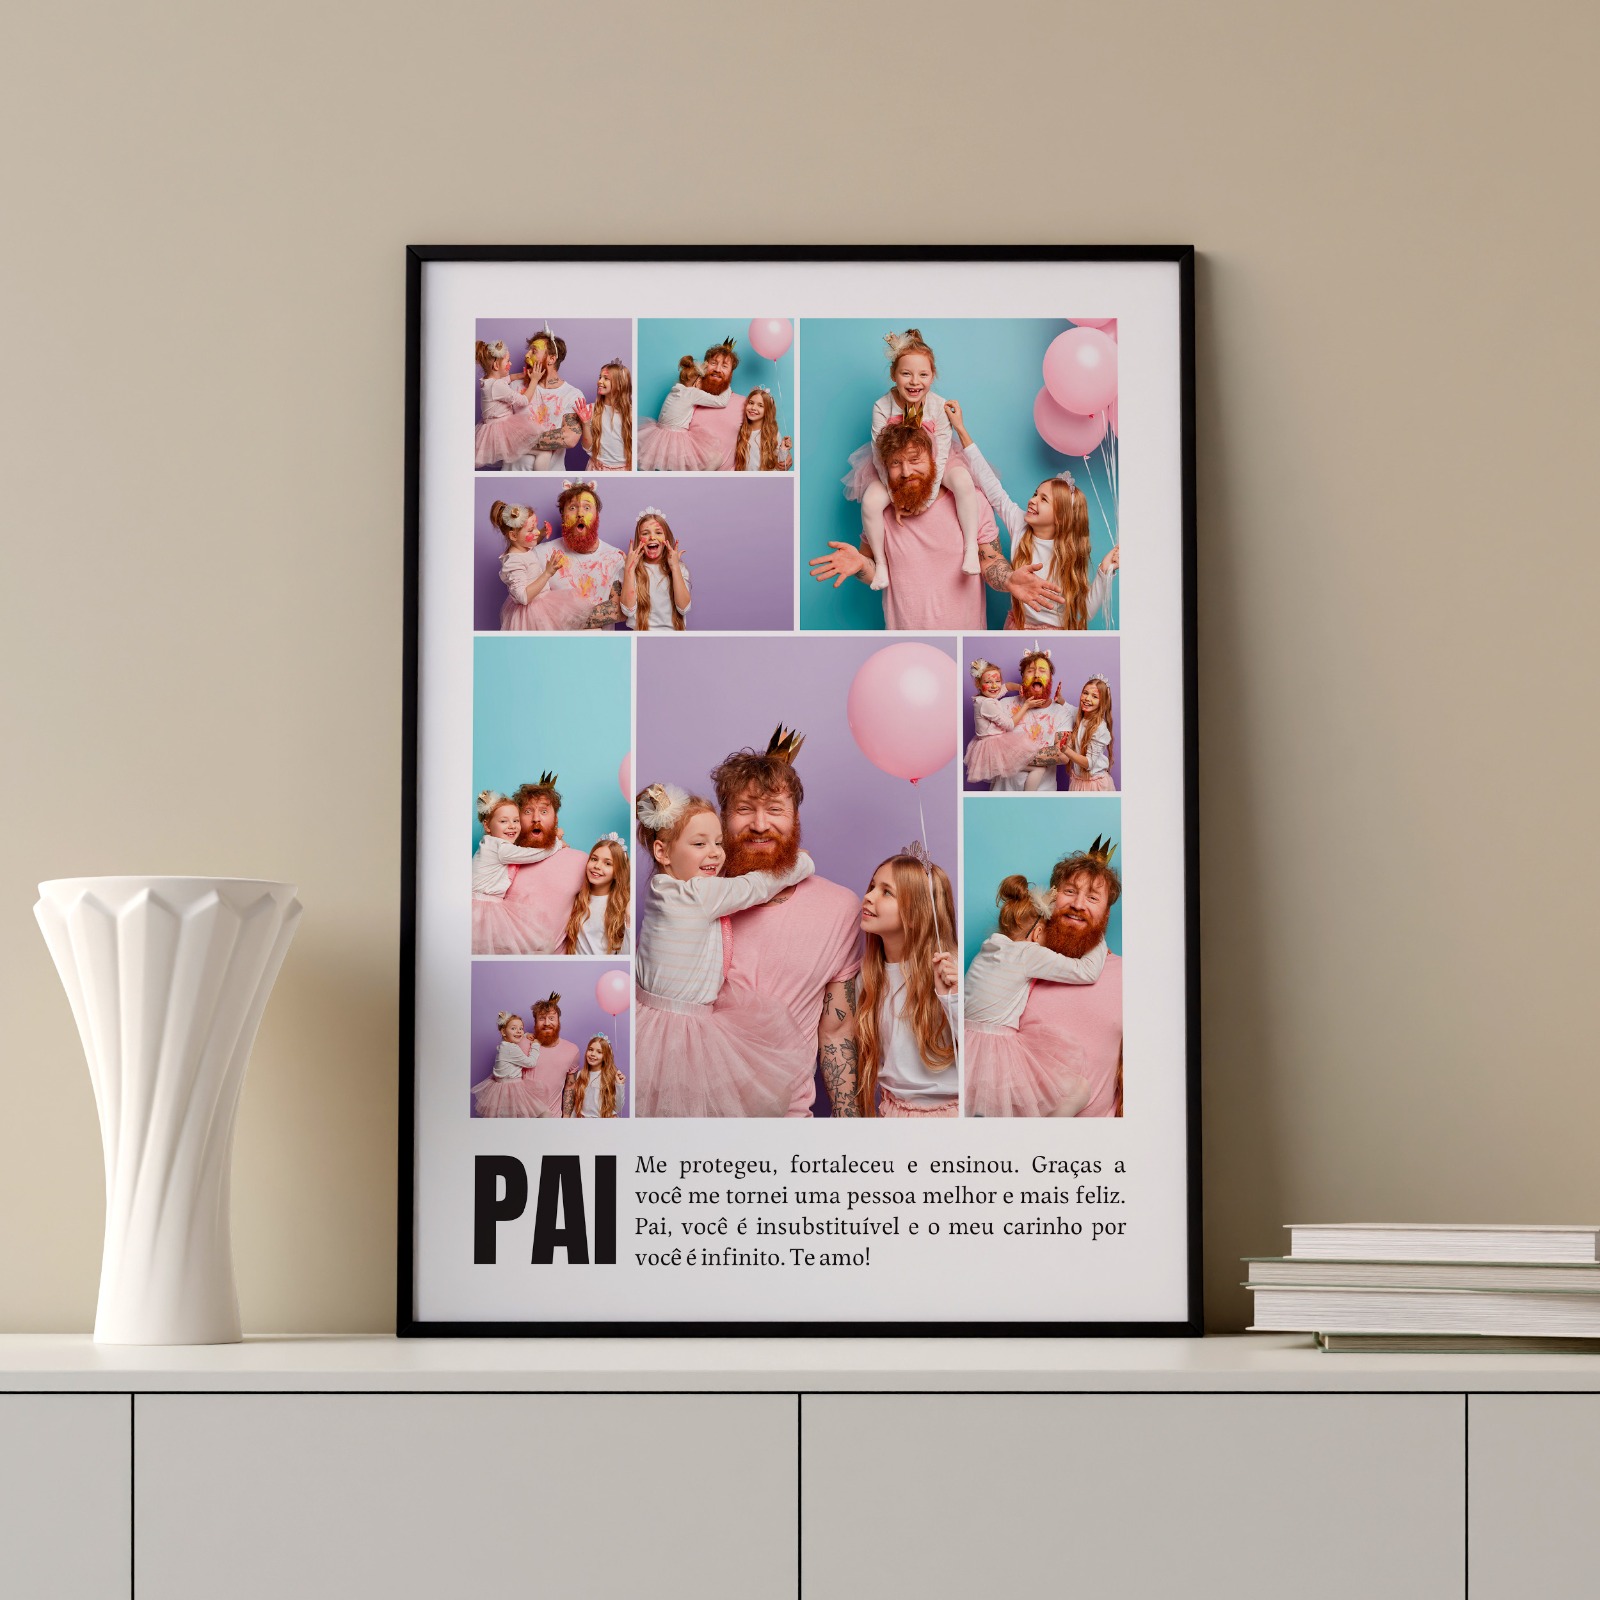 PAI
Me protegeu, fortaleceu e ensinou. Graças a
você me tornei uma pessoa melhor e mais feliz.
Pai, você é insubstituível e o meu carinho por
você é infinito. Te amo!